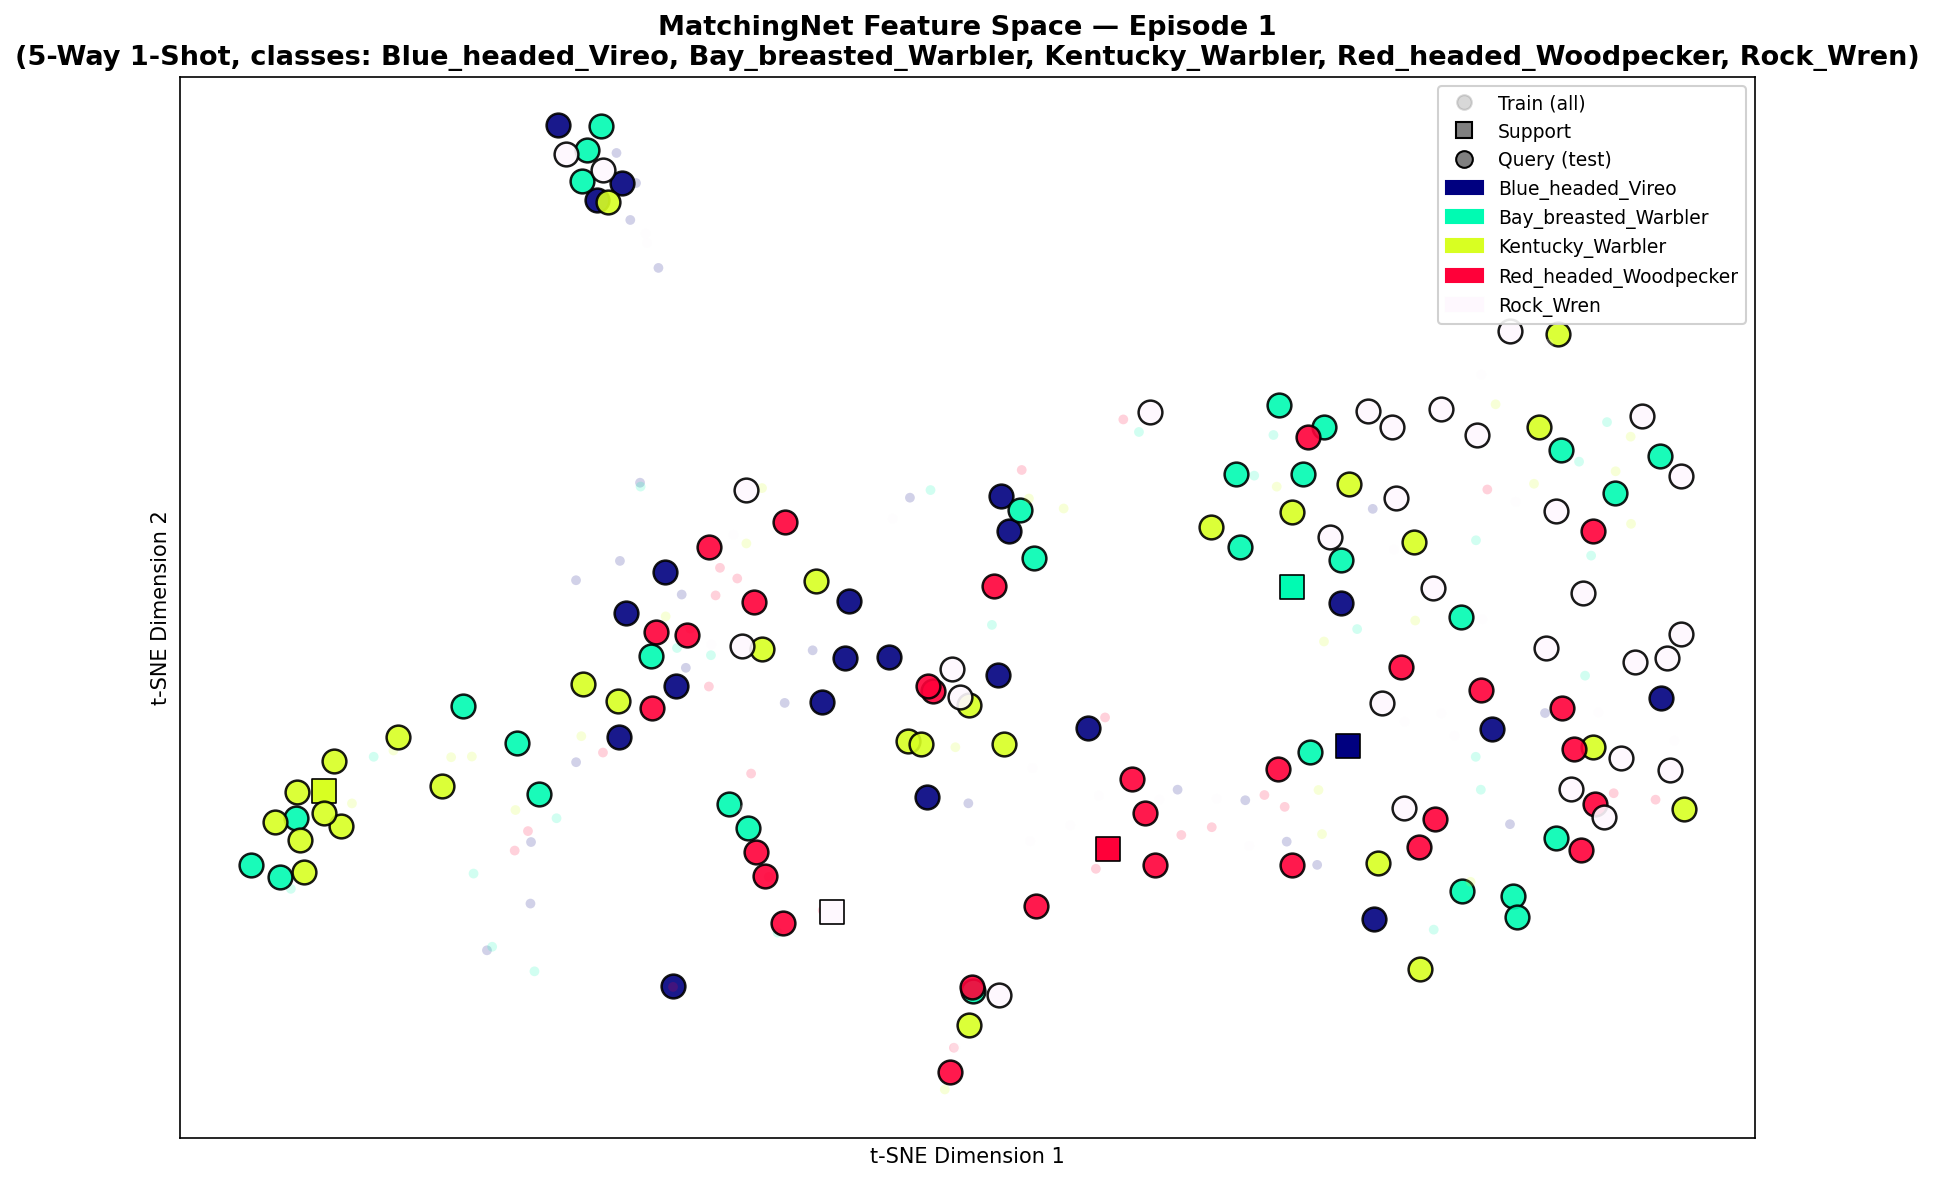 MatchingNet Feature Space — Episode 1
(5-Way 1-Shot, classes: Blue_headed_Vireo, Bay_breasted_Warbler, Kentucky_Warbler, Red_headed_Woodpecker, Rock_Wren)
Train (all)
Support
Query (test)
Blue_headed_Vireo
Bay_breasted_Warbler
Kentucky_Warbler
Red_headed_Woodpecker
Rock_Wren
t-SNE Dimension 2
t-SNE Dimension 1